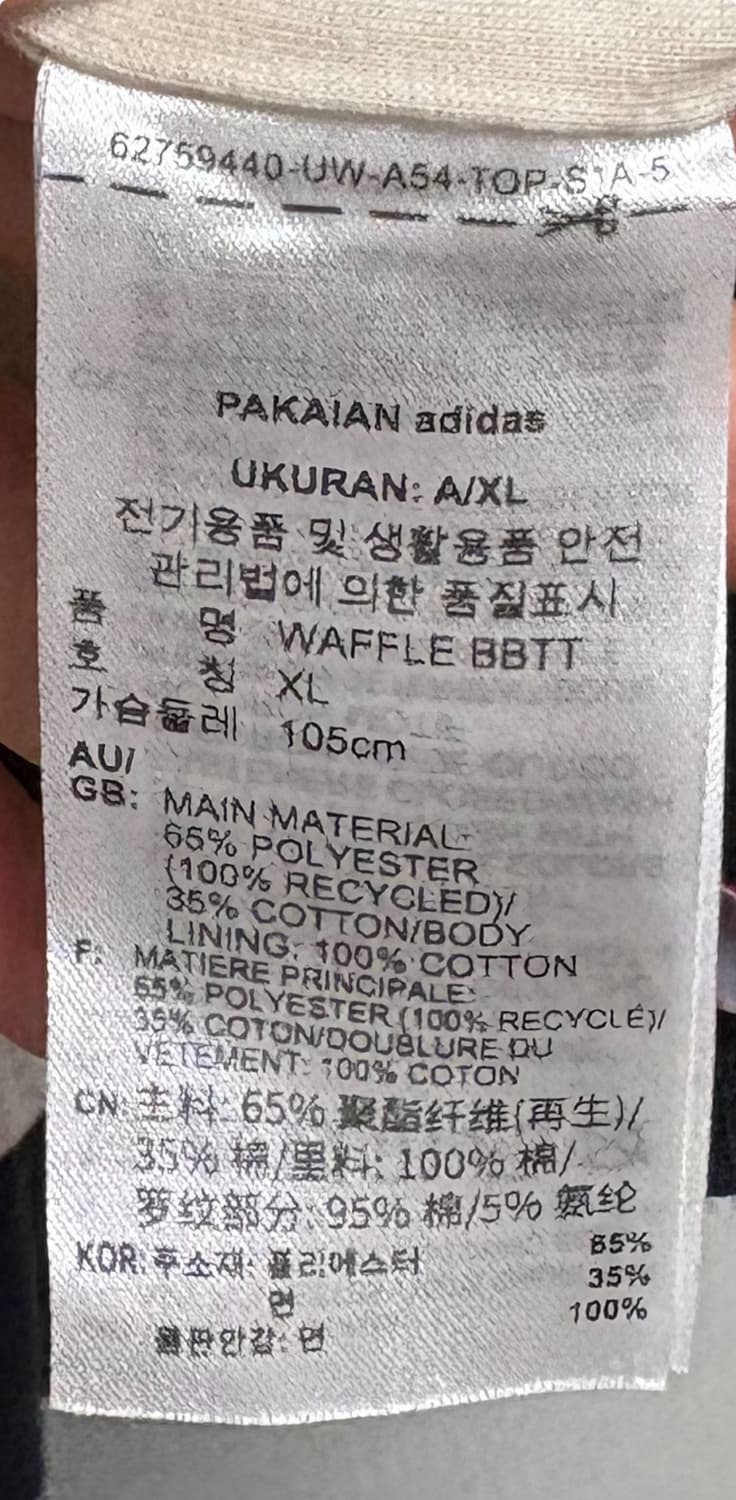 62759440-UW-A54-TOP-S1A-5
PAKAIAN adidas
UKURAN: A/XL
전기용품 및 생활용품 안전
관리법에 의한 품질표시
품 명 WAFFLE BBTT
호 칭 XL
가슴둘레 105cm
AU/
GB: MAIN MATERIAL:
65% POLYESTER
(100% RECYCLED)/
35% COTTON/BODY
LINING: 100% COTTON
F: MATIERE PRINCIPALE:
65% POLYESTER (100% RECYCLÉ)/
35% COTON/DOUBLURE DU
VETEMENT: 100% COTON
CN: 主料: 65% 聚酯纤维(再生)/
35% 棉/里料: 100% 棉/
罗纹部分: 95% 棉/5% 氨纶
KOR: 주소재: 폴리에스터 65%
면 35%
몸판안감: 면 100%